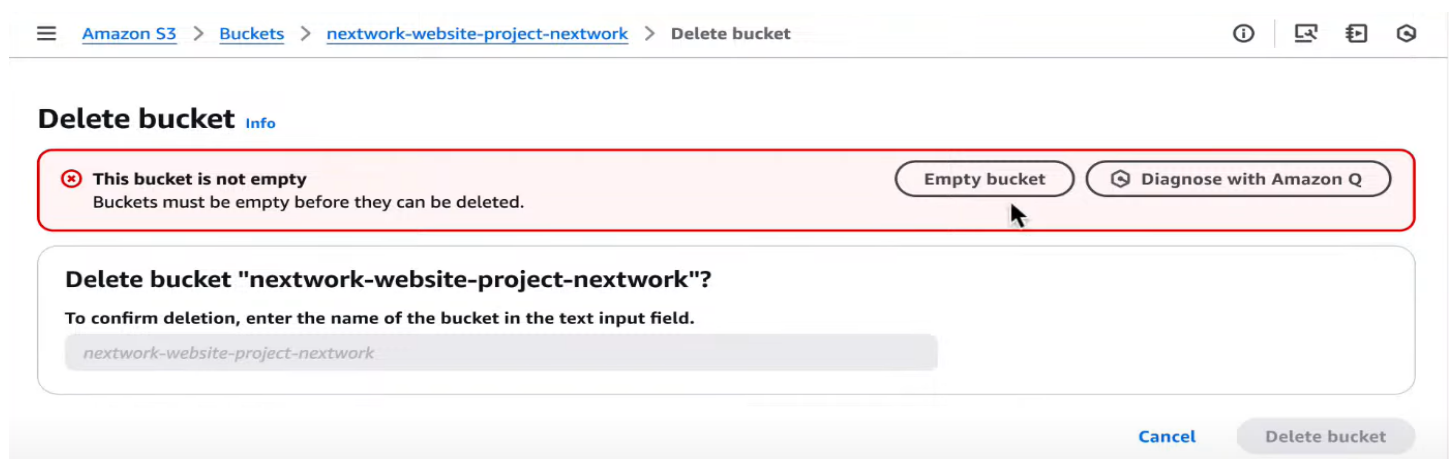 Amazon S3 > Buckets > nextwork-website-project-nextwork > Delete bucket
Delete bucket Info
This bucket is not empty
Buckets must be empty before they can be deleted.
Empty bucket
Diagnose with Amazon Q
Delete bucket "nextwork-website-project-nextwork"?
To confirm deletion, enter the name of the bucket in the text input field.
nextwork-website-project-nextwork
Cancel
Delete bucket